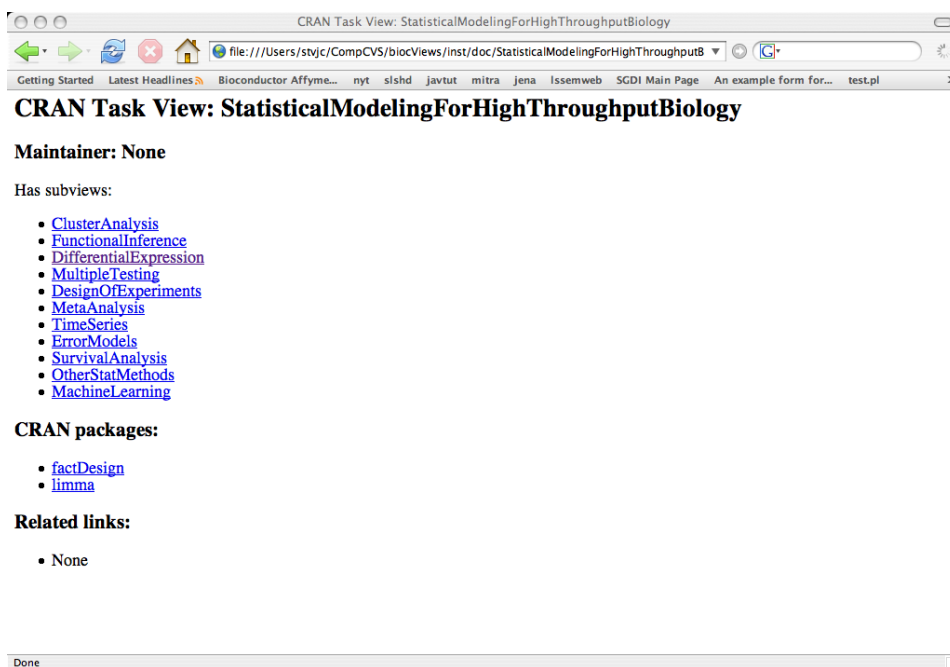 CRAN Task View: StatisticalModelingForHighThroughputBiology
file:///Users/stvjc/CompCVS/biocViews/inst/doc/StatisticalModelingForHighThroughputB
G
Getting Started Latest Headlines Bioconductor Affyme... nyt slshd javtut mitra jena lssemweb SGDI Main Page An example form for... test.pl
CRAN Task View: StatisticalModelingForHighThroughputBiology
Maintainer: None
Has subviews:
• ClusterAnalysis
• FunctionalInference
• DifferentialExpression
• MultipleTesting
• DesignOfExperiments
• MetaAnalysis
• TimeSeries
• ErrorModels
• SurvivalAnalysis
• OtherStatMethods
• MachineLearning
CRAN packages:
• factDesign
• limma
Related links:
• None
Done